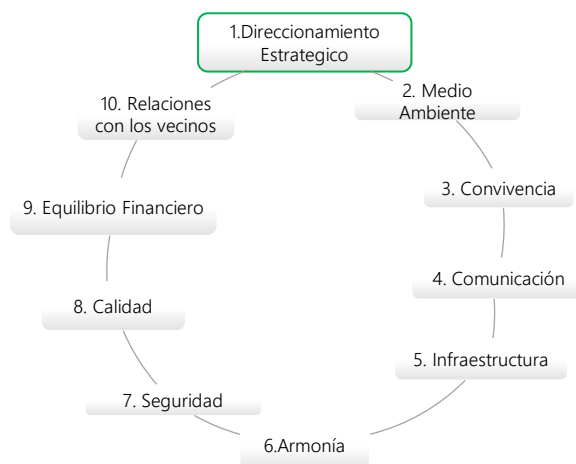 1.Direccionamiento
Estrategico
2. Medio
Ambiente
3. Convivencia
4. Comunicación
5. Infraestructura
6.Armonía
7. Seguridad
8. Calidad
9. Equilibrio Financiero
10. Relaciones
con los vecinos